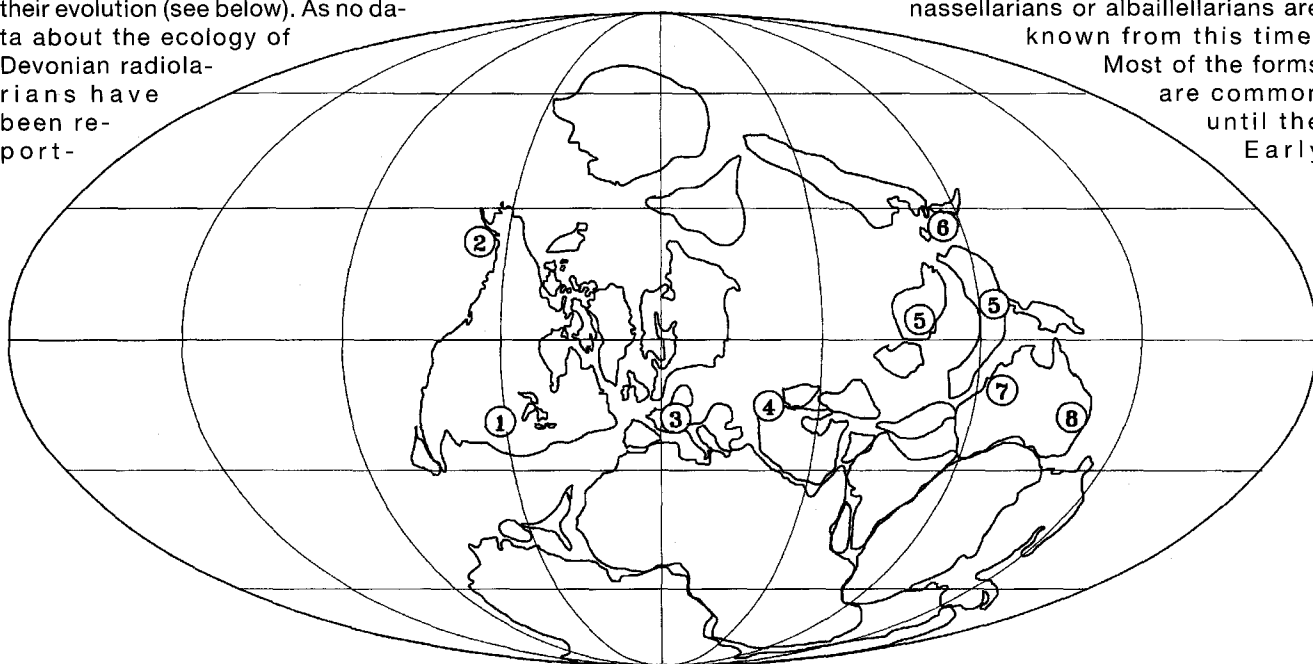 their evolution (see below). As no da-
ta about the ecology of
Devonian radiola-
rians have
been re-
port-
nassellarians or albaillellarians are
known from this time
Most of the forms
are common
until the
Early
6
2
5
5
7
4
3
8
1